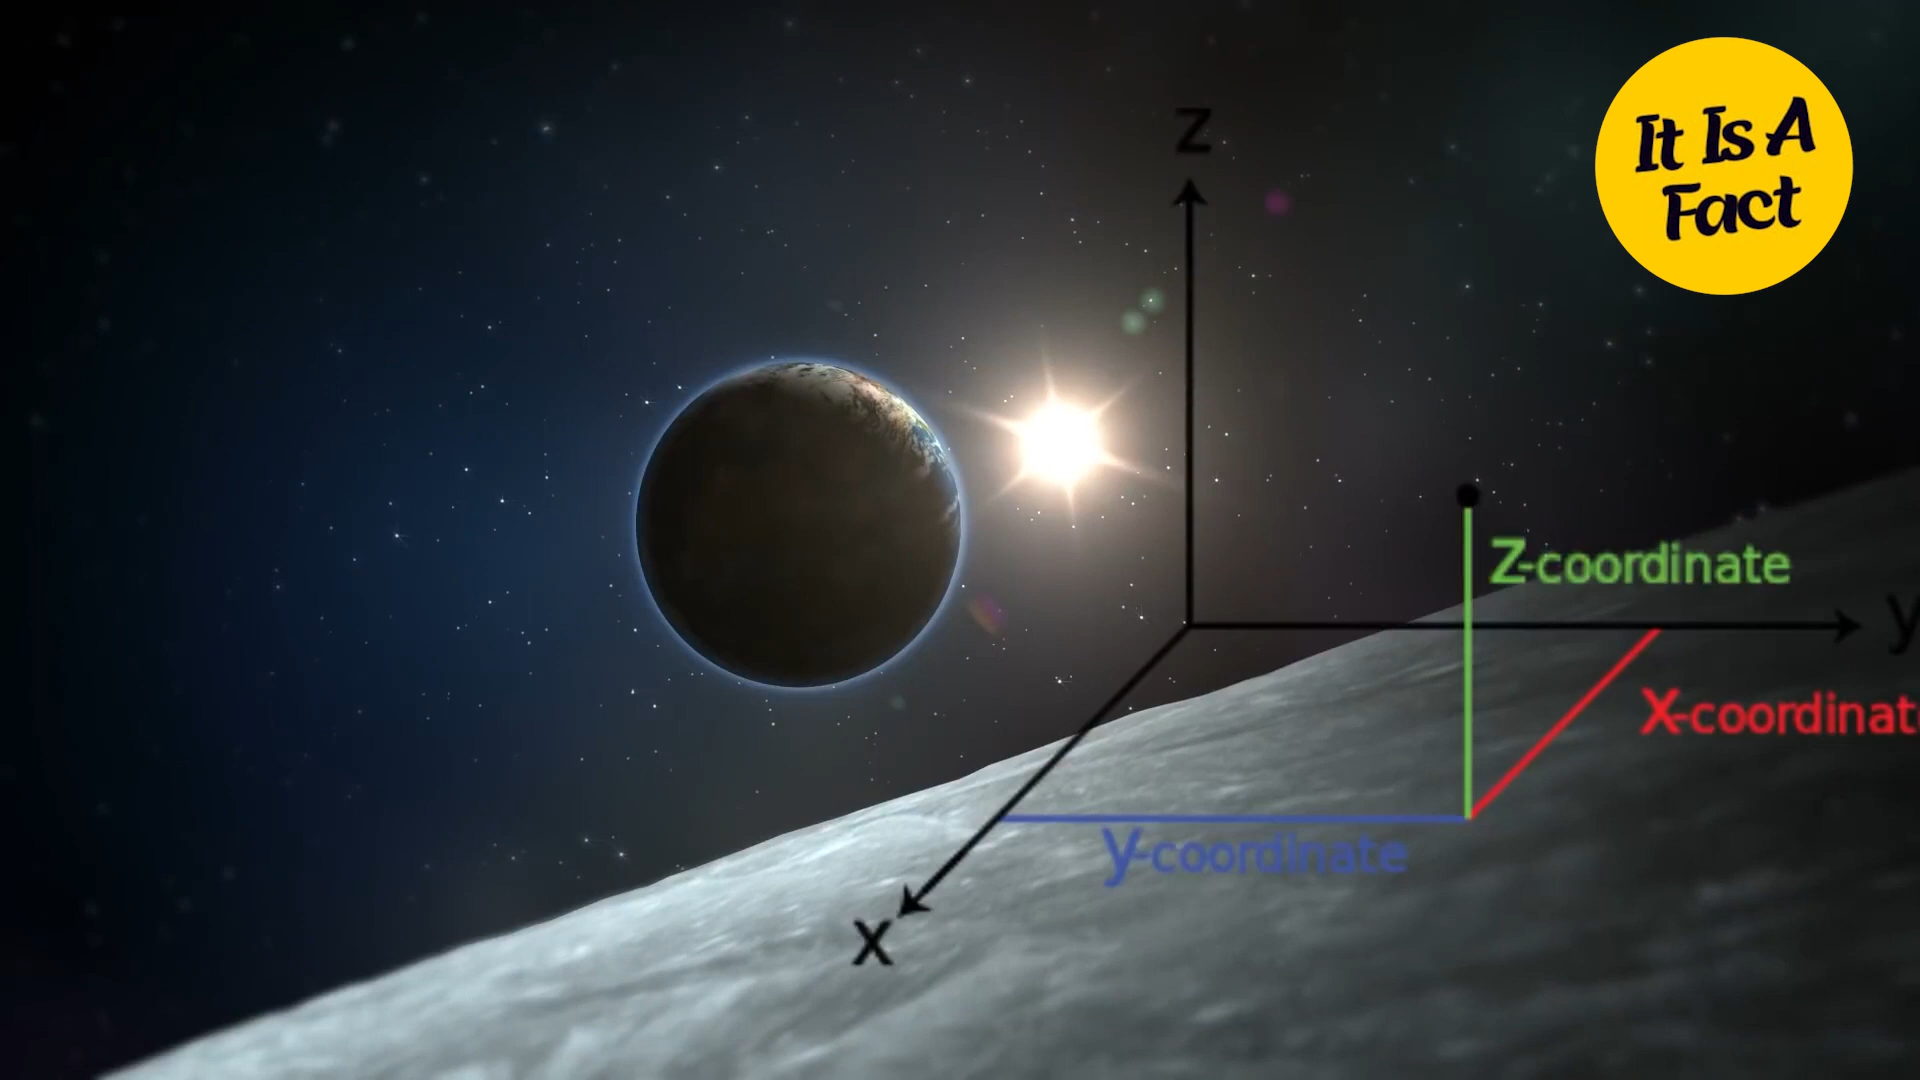 It Is A
Fact
Z
Z-coordinate
y
X-coordinat
y-coordinate
X